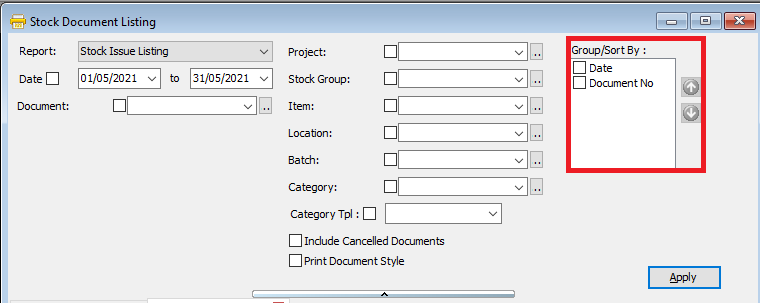 Stock Document Listing
Report: Stock Issue Listing
Date 01/05/2021 to 31/05/2021
Document: ..
Project: ..
Stock Group: ..
Item: ..
Location: ..
Batch: ..
Category: ..
Category Tpl :
Include Cancelled Documents
Print Document Style
Group/Sort By :
Date
Document No
Apply